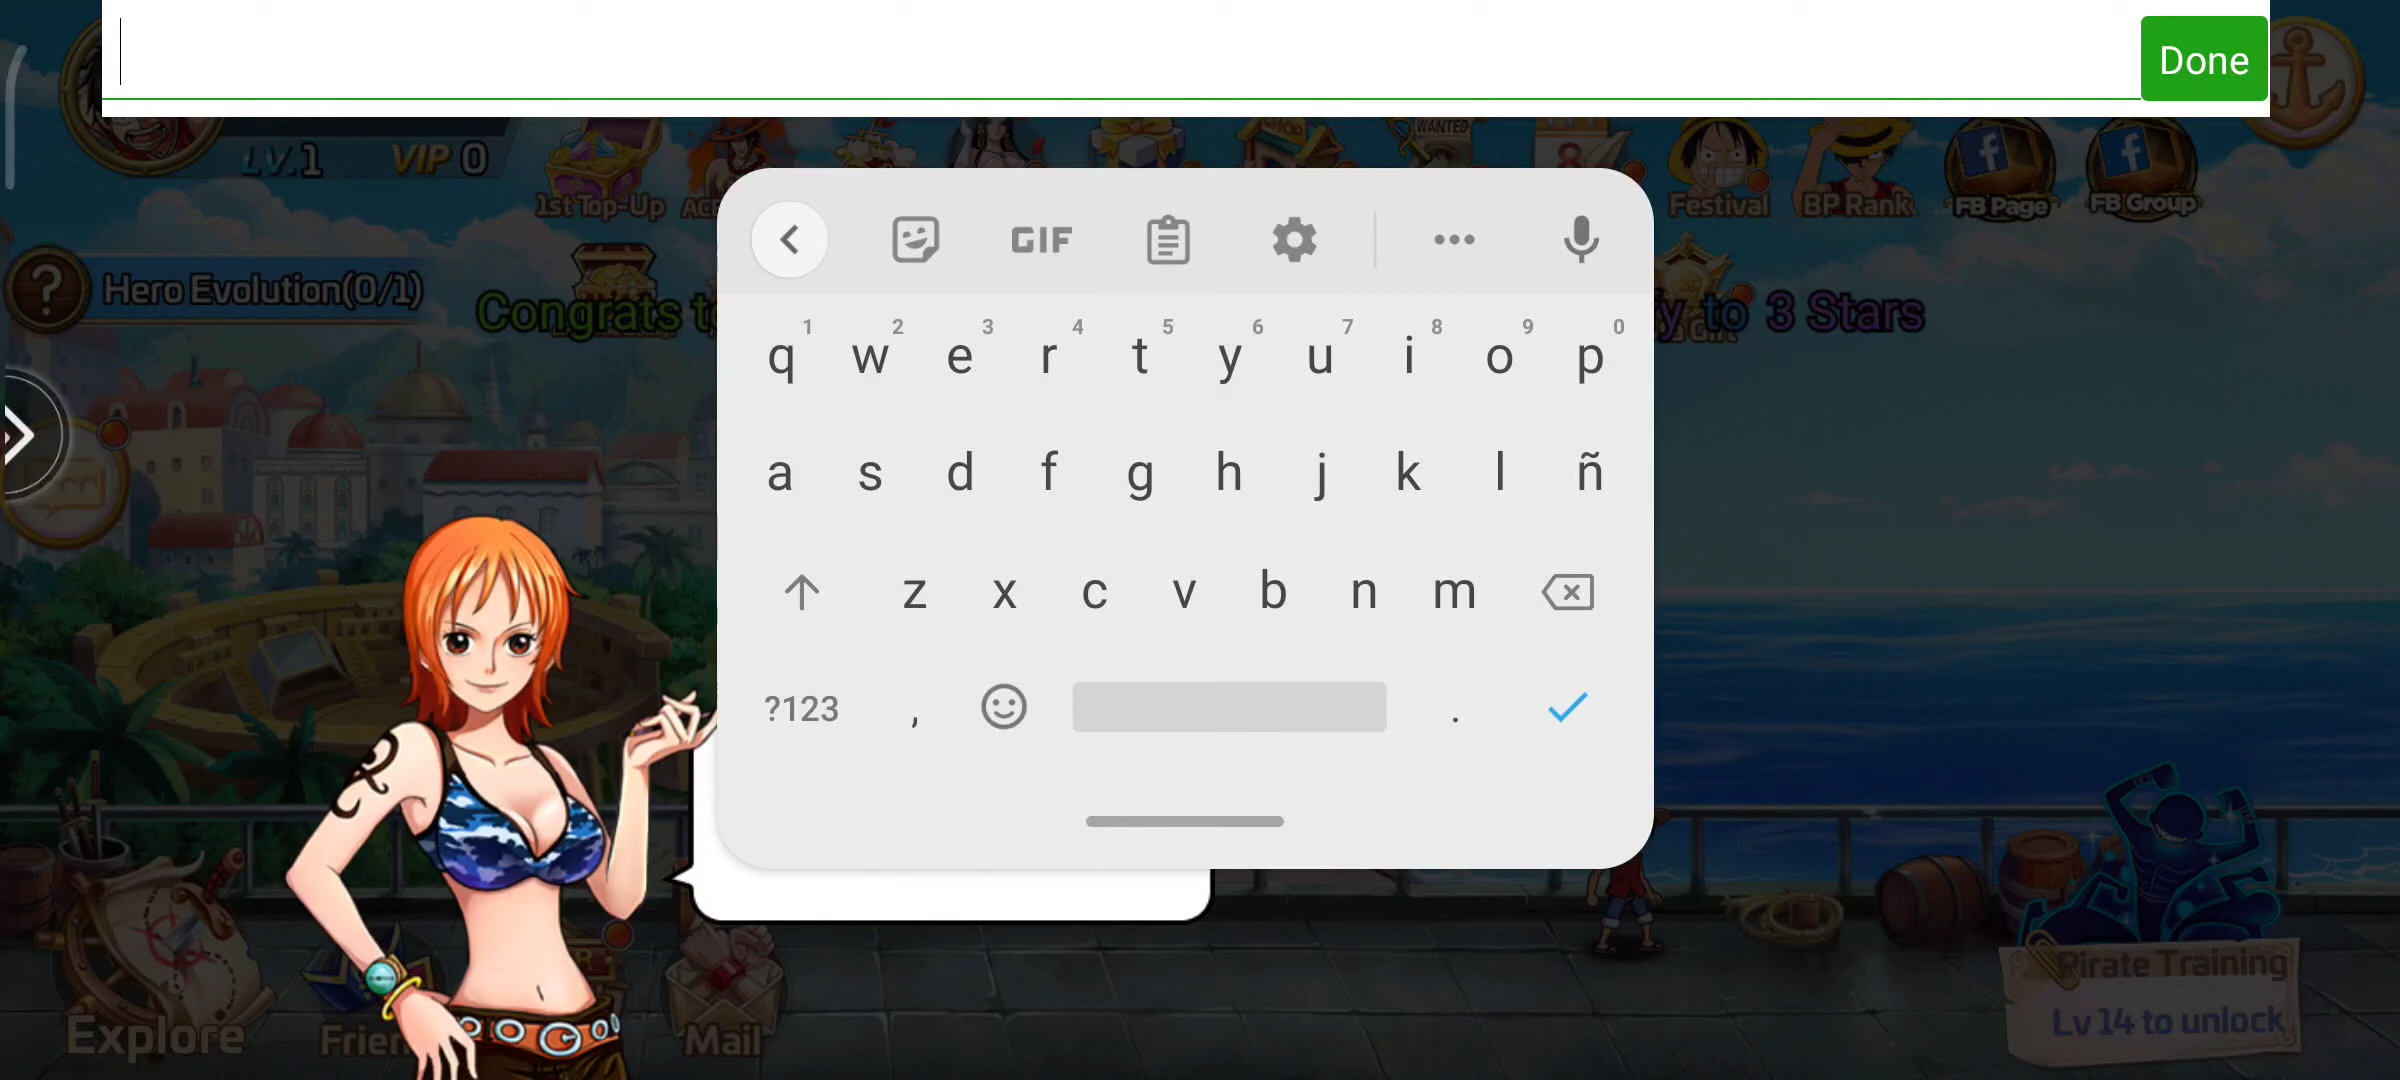 Done
LV.1 VIP 0
1st Top-Up
WANTED
Festival
BP Rank
FB Page
FB Group
Hero Evolution(0/1)
Congrats
to 3 Stars
GIF
1 2 3 4 5 6 7 8 9 0
q w e r t y u i o p
a s d f g h j k l ñ
z x c v b n m
?123 , .
Explore
Mail
Pirate Training
Lv 14 to unlock